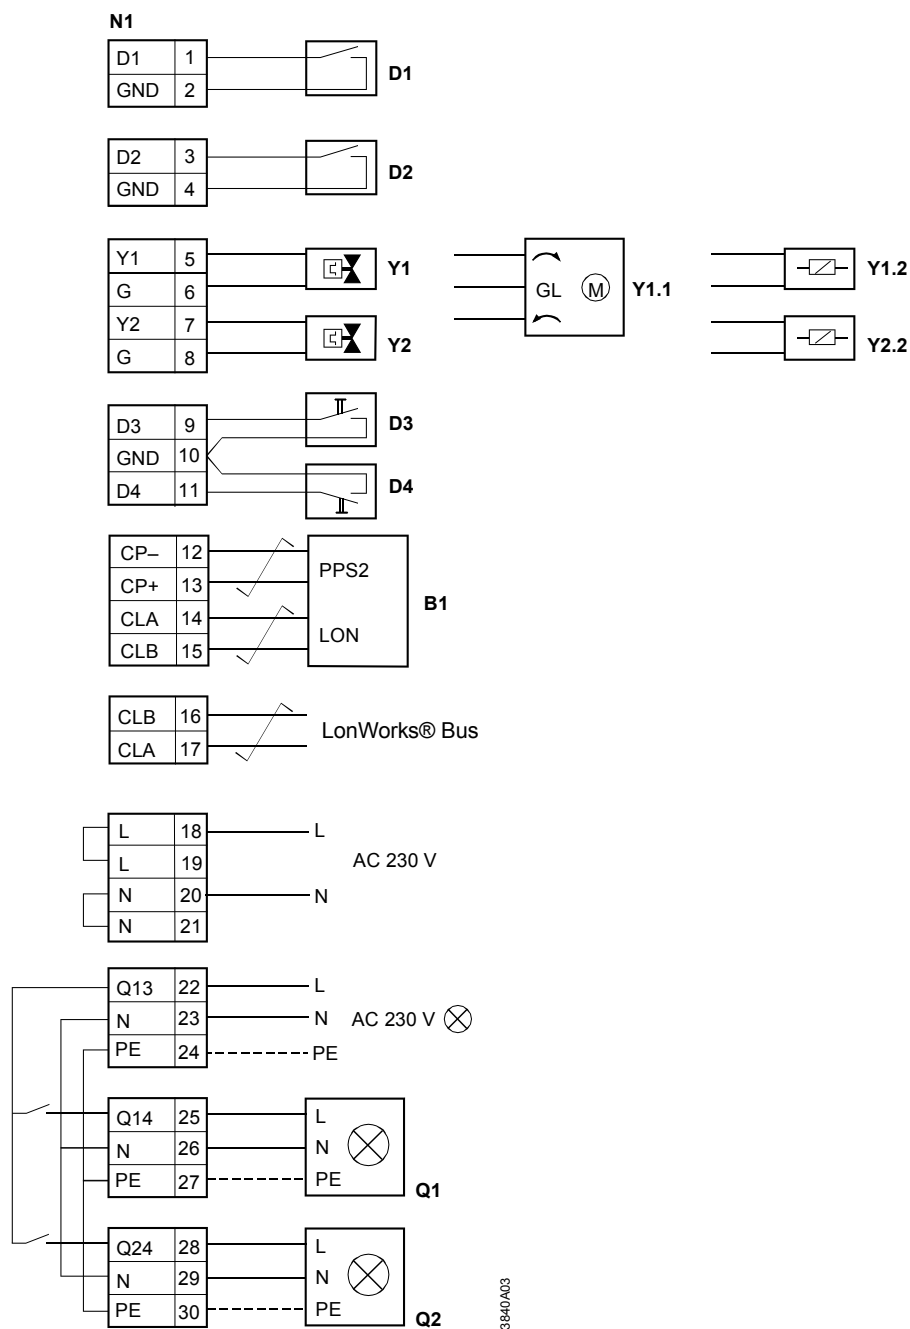 N1
D1 1
GND 2
D1
D2 3
GND 4
D2
Y1 5
G 6
Y2 7
G 8
Y1
Y2
GL M
Y1.1
Y1.2
Y2.2
D3 9
GND 10
D4 11
D3
D4
CP– 12
CP+ 13
CLA 14
CLB 15
PPS2
LON
B1
CLB 16
CLA 17
LonWorks® Bus
L 18 L
L 19
N 20 N
N 21
AC 230 V
Q13 22 L
N 23 N AC 230 V
PE 24 PE
Q14 25 L
N 26 N
PE 27 PE
Q1
Q24 28 L
N 29 N
PE 30 PE
Q2
3840A03